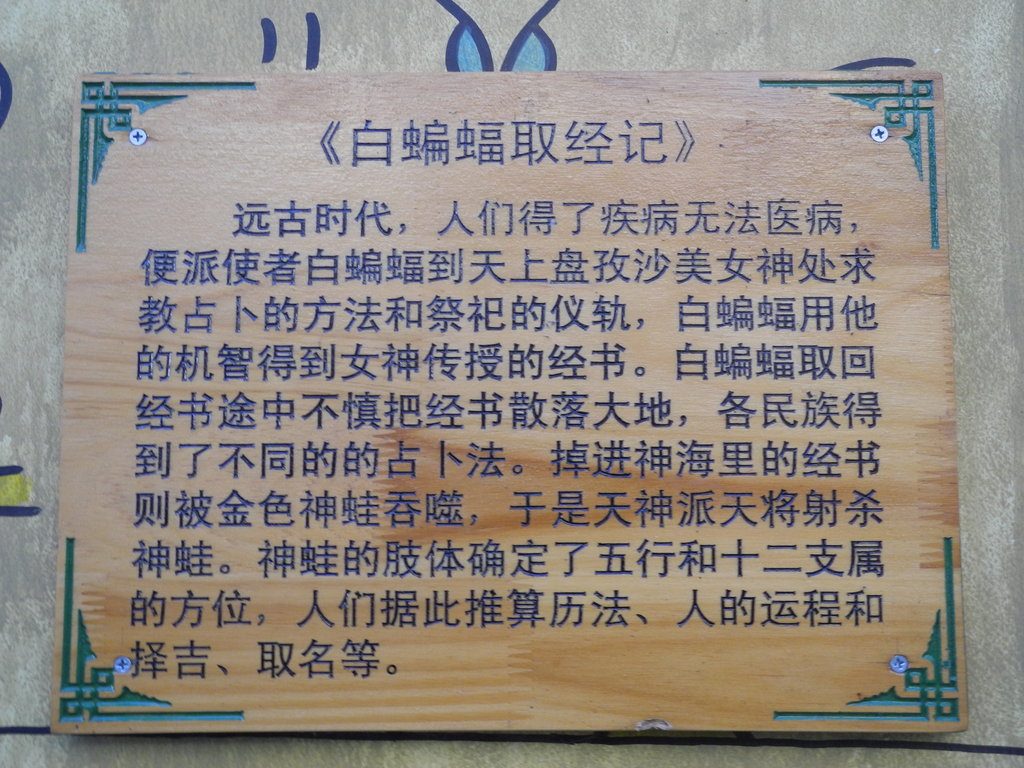 《白蝙蝠取经记》
远古时代，人们得了疾病无法医病，
便派使者白蝙蝠到天上盘孜沙美女神处求
教占卜的方法和祭祀的仪轨，白蝙蝠用他
的机智得到女神传授的经书。白蝙蝠取回
经书途中不慎把经书散落大地，各民族得
到了不同的的占卜法。掉进神海里的经书
则被金色神蛙吞噬，于是天神派天将射杀
神蛙。神蛙的肢体确定了五行和十二支属
的方位，人们据此推算历法、人的运程和
择吉、取名等。